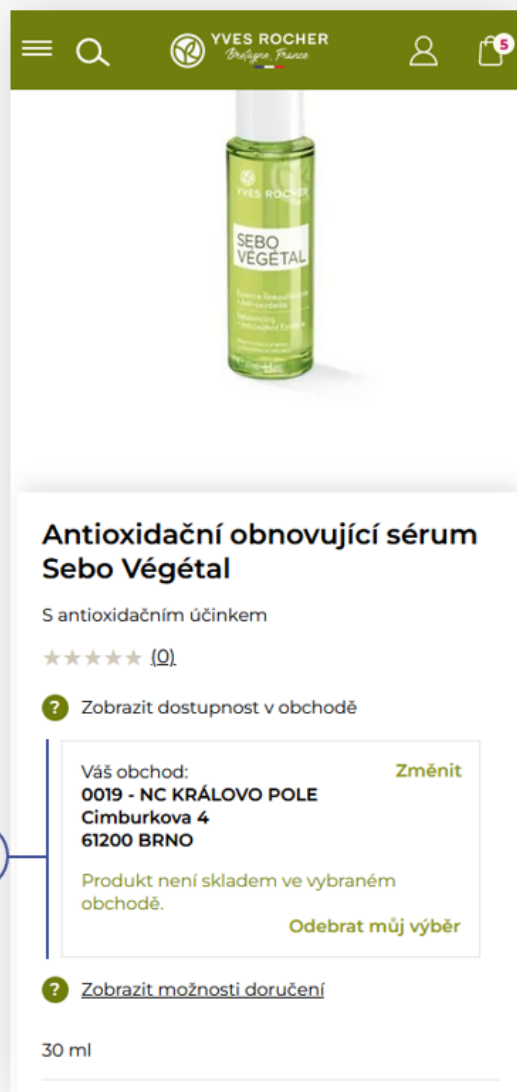 YVES ROCHER
Bretagne, France
5
YVES ROCHER
SEBO
VÉGÉTAL
Antioxidační obnovující sérum
Sebo Végétal
S antioxidačním účinkem
(0)
? Zobrazit dostupnost v obchodě
Váš obchod: Změnit
0019 - NC KRÁLOVO POLE
Cimburkova 4
61200 BRNO
Produkt není skladem ve vybraném
obchodě.
Odebrat můj výběr
? Zobrazit možnosti doručení
30 ml